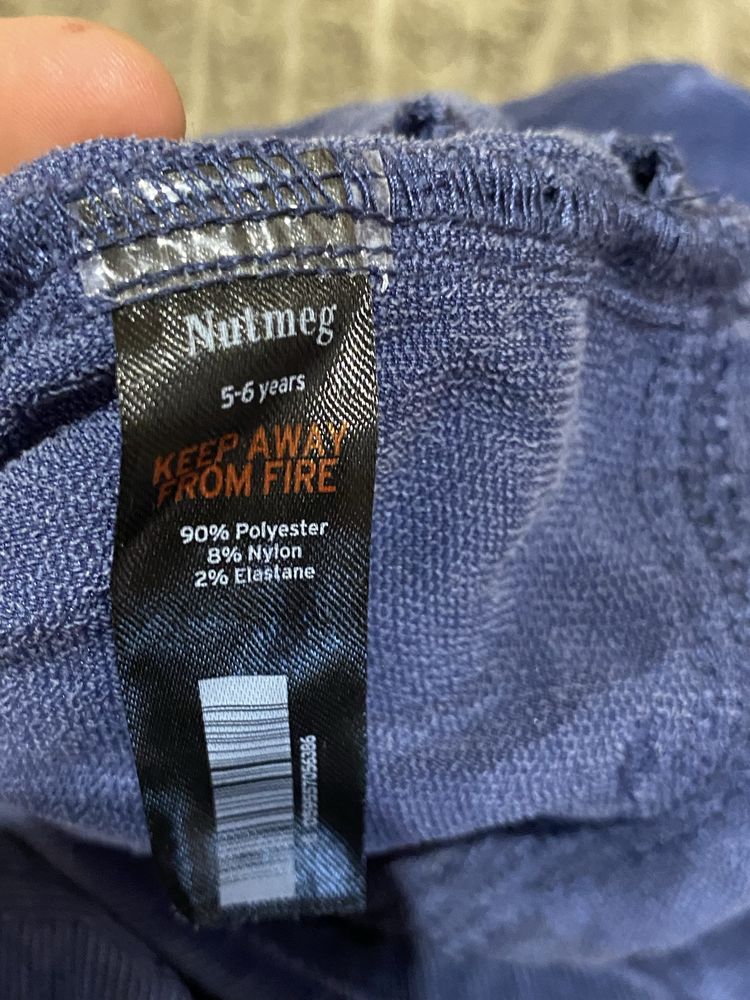 Nutmeg
5-6 years
KEEP AWAY
FROM FIRE
90% Polyester
8% Nylon
2% Elastane